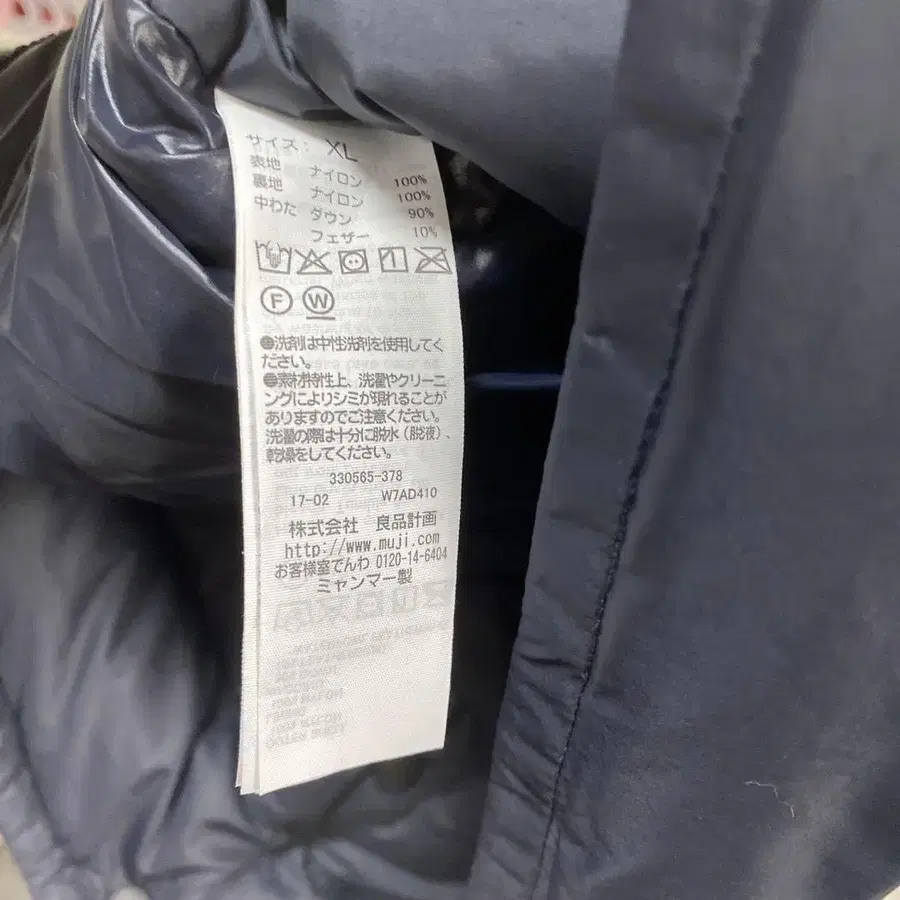 サイズ: XL
表地 ナイロン 100%
裏地 ナイロン 100%
中わた ダウン 90%
フェザー 10%
F W
●洗剤は中性洗剤を使用してく
ださい。
●素材特性上、洗濯やクリーニ
ングによりシミが現れることが
ありますのでご注意ください。
洗濯の際は十分に脱水（脱液）、
乾燥をしてください。
330565-378
17-02 W7AD410
株式会社 良品計画
http://www.muji.com
お客様室でんわ 0120-14-6404
ミャンマー製